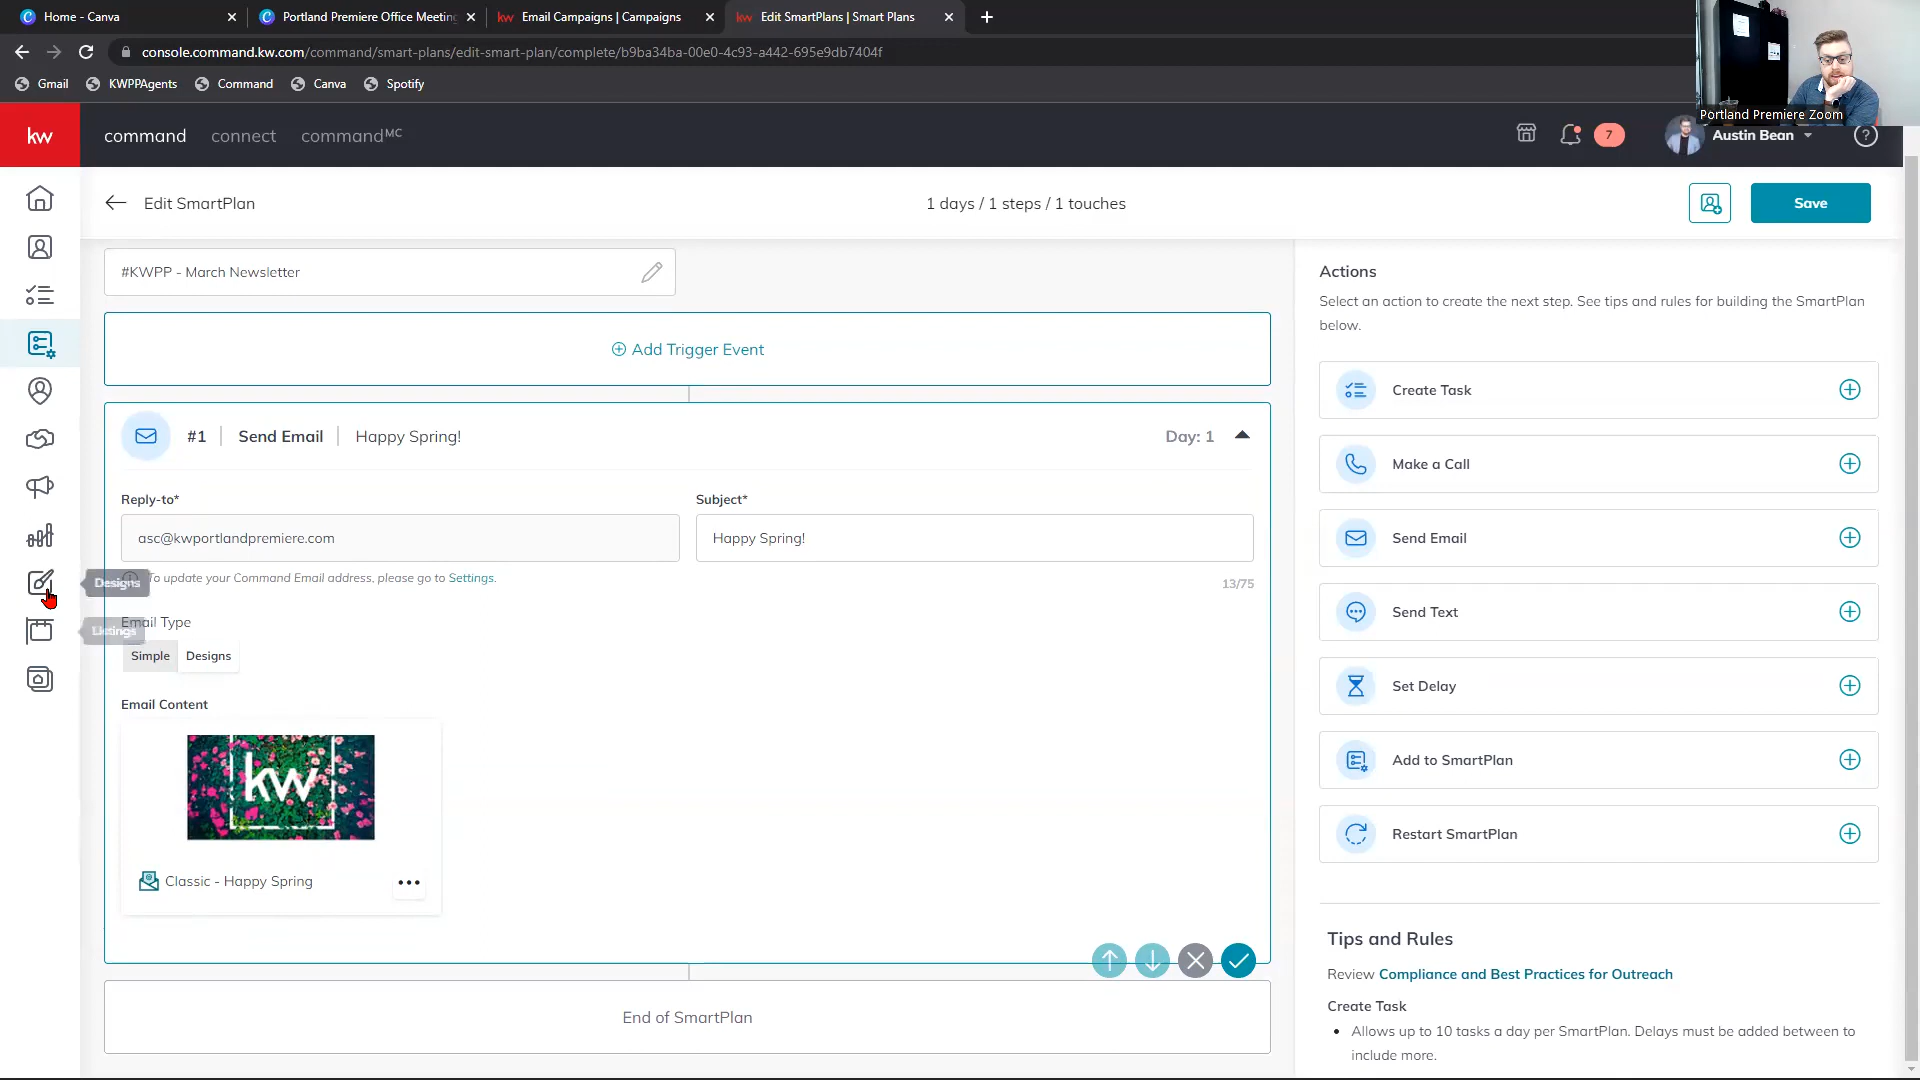 Home - Canva
Portland Premiere Office Meeting
Email Campaigns | Campaigns
Edit SmartPlans | Smart Plans
console.command.kw.com/command/smart-plans/edit-smart-plan/complete/b9ba34ba-00e0-4c93-a442-695e9db7404f
Gmail
KWPPAgents
Command
Canva
Spotify
Portland Premiere Zoom
kw
command
connect
commandMC
7
Austin Bean
Edit SmartPlan
1 days / 1 steps / 1 touches
Save
#KWPP - March Newsletter
Add Trigger Event
#1
Send Email
Happy Spring!
Day: 1
Reply-to*
asc@kwportlandpremiere.com
Subject*
Happy Spring!
To update your Command Email address, please go to Settings.
13/75
Designs
Listings
Email Type
Simple
Designs
Email Content
kw
Classic - Happy Spring
End of SmartPlan
Actions
Select an action to create the next step. See tips and rules for building the SmartPlan
below.
Create Task
Make a Call
Send Email
Send Text
Set Delay
Add to SmartPlan
Restart SmartPlan
Tips and Rules
Review Compliance and Best Practices for Outreach
Create Task
• Allows up to 10 tasks a day per SmartPlan. Delays must be added between to
include more.